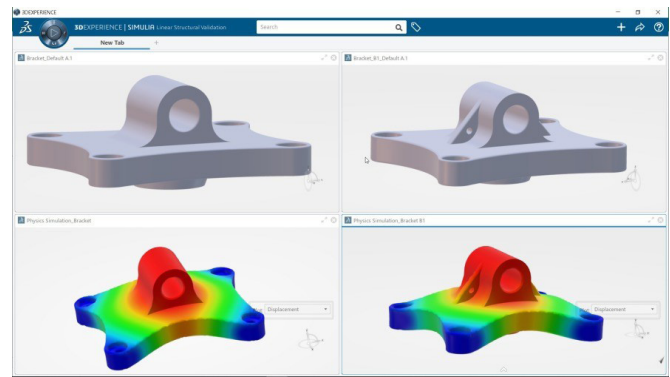 3DEXPERIENCE
3DEXPERIENCE | SIMULIA Linear Structural Validation
Search
New Tab
Bracket_Default A.1
Bracket_B1_Default A.1
Physics Simulation_Bracket
Physics Simulation_Bracket B1
Displacement
Displacement